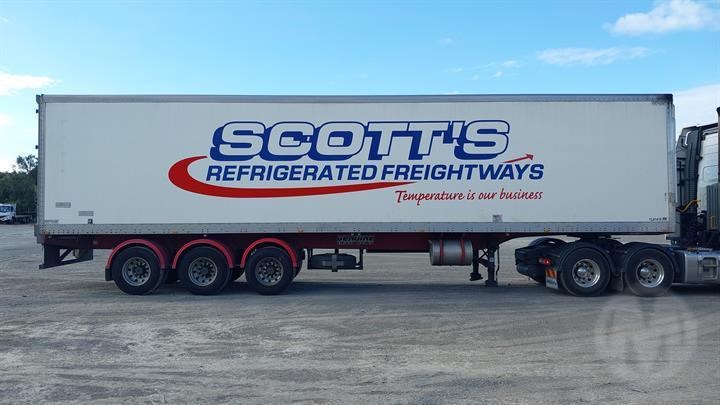 SCOTT'S
REFRIGERATED FREIGHTWAYS
Temperature is our business